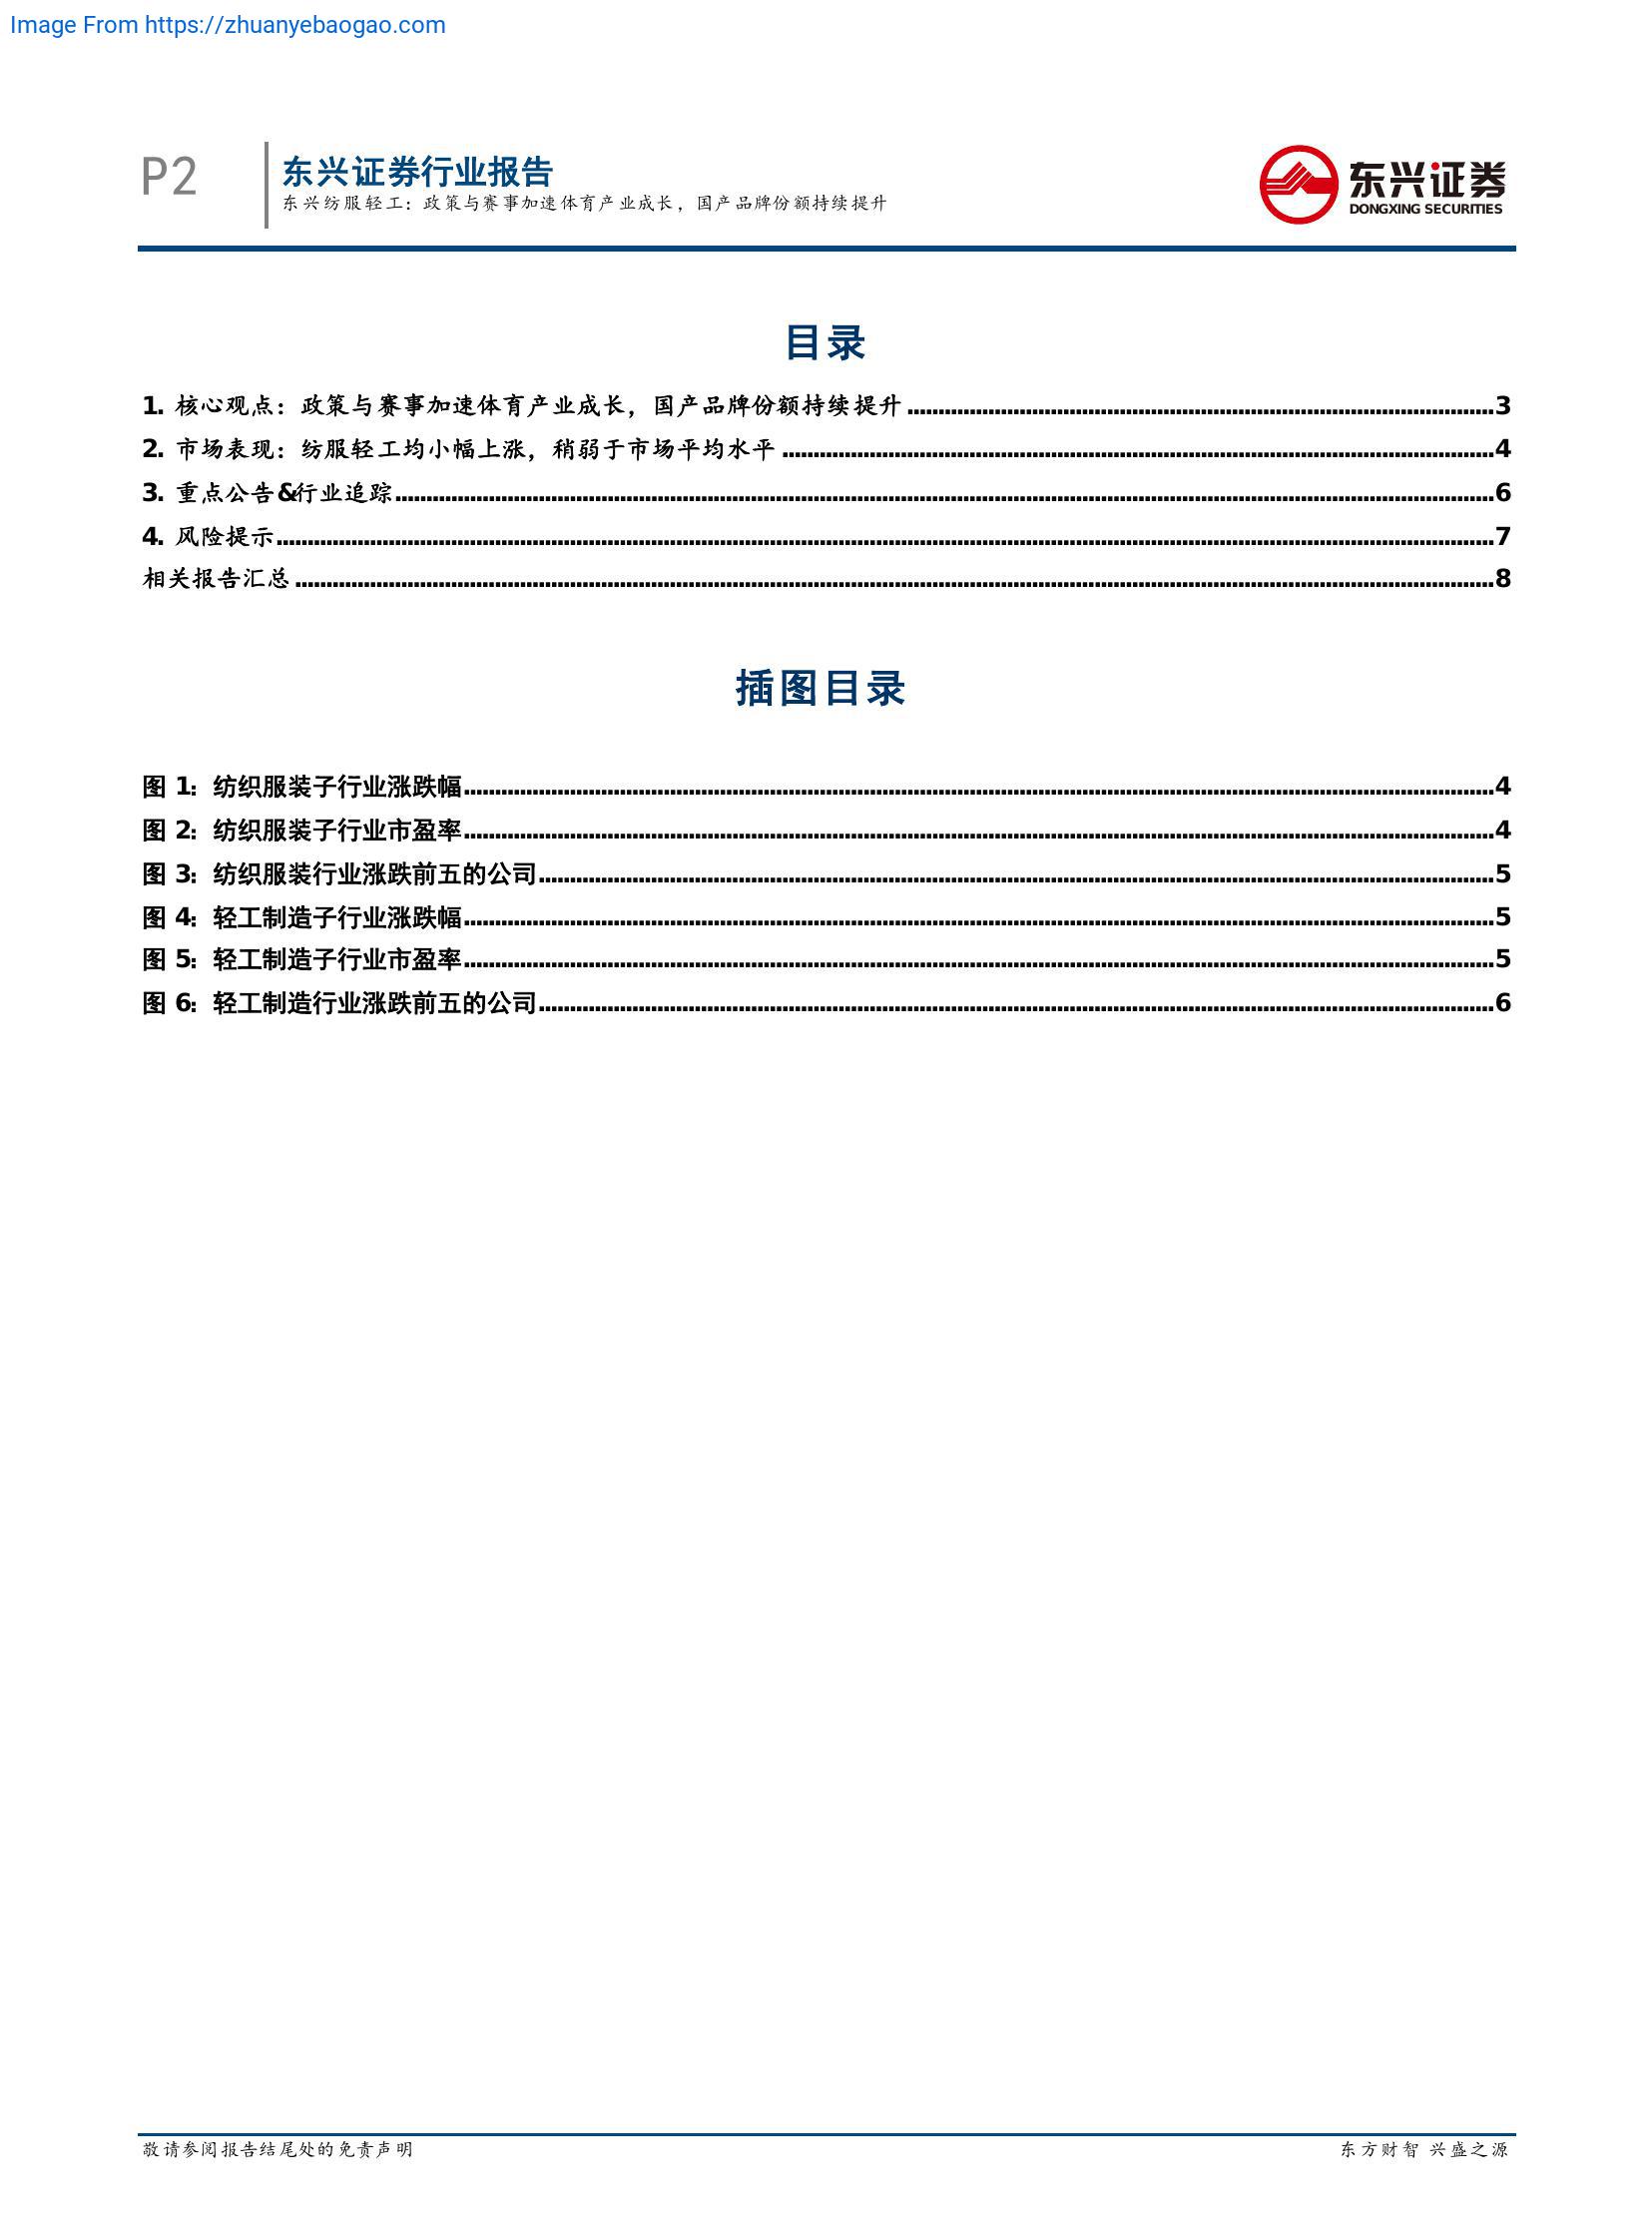 Image From https://zhuanyebaogao.com
P2
东兴证券行业报告
东兴纺服轻工：政策与赛事加速体育产业成长，国产品牌份额持续提升
东兴证券
DONGXING SECURITIES
目录
1. 核心观点：政策与赛事加速体育产业成长，国产品牌份额持续提升 ........ 3
2. 市场表现：纺服轻工均小幅上涨，稍弱于市场平均水平 ........ 4
3. 重点公告&行业追踪 ........ 6
4. 风险提示 ........ 7
相关报告汇总 ........ 8
插图目录
图 1：纺织服装子行业涨跌幅 ........ 4
图 2：纺织服装子行业市盈率 ........ 4
图 3：纺织服装行业涨跌前五的公司 ........ 5
图 4：轻工制造子行业涨跌幅 ........ 5
图 5：轻工制造子行业市盈率 ........ 5
图 6：轻工制造行业涨跌前五的公司 ........ 6
敬请参阅报告结尾处的免责声明
东方财智 兴盛之源